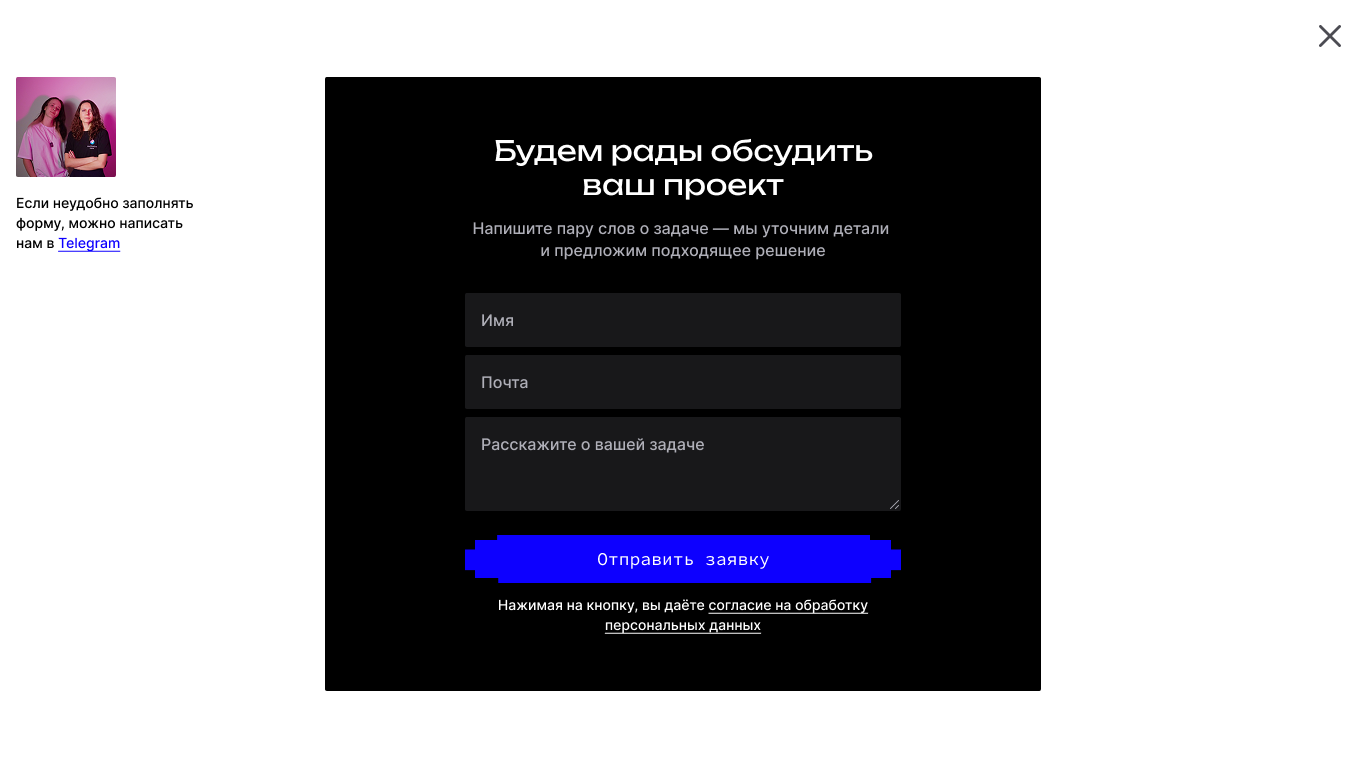 Если неудобно заполнять
форму, можно написать
нам в Telegram
Будем рады обсудить
ваш проект
Напишите пару слов о задаче — мы уточним детали
и предложим подходящее решение
Имя
Почта
Расскажите о вашей задаче
Отправить заявку
Нажимая на кнопку, вы даёте согласие на обработку
персональных данных